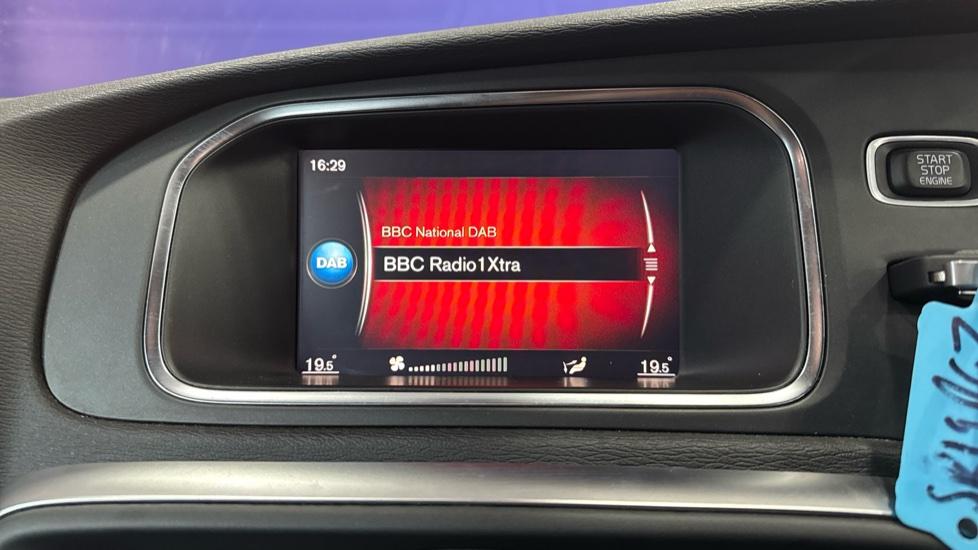 16:29
BBC National DAB
DAB
BBC Radio1Xtra
19.5°
19.5°
START
STOP
ENGINE